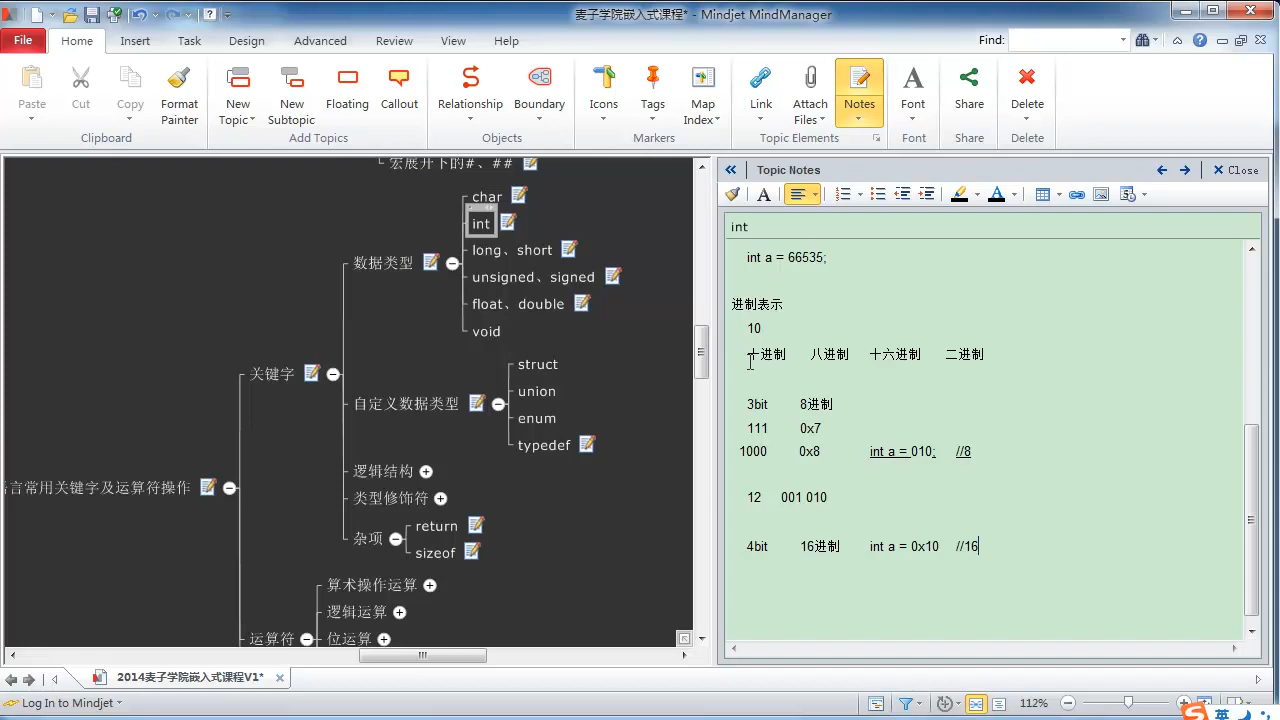 麦子学院嵌入式课程* - Mindjet MindManager
File Home Insert Task Design Advanced Review View Help Find:
Paste Cut Copy Format Painter
New Topic New Subtopic Floating Callout
Relationship Boundary
Icons Tags Map Index
Link Attach Files Notes
Font
Share
Delete
Clipboard Add Topics Objects Markers Topic Elements Font Share Delete
宏展开下的#、##
char
int
long、short
数据类型
unsigned、signed
float、double
void
struct
关键字
union
自定义数据类型
enum
typedef
逻辑结构
言常用关键字及运算符操作
类型修饰符
return
杂项
sizeof
算术操作运算
逻辑运算
运算符
位运算
Topic Notes Close
int
int a = 66535;
进制表示
10
十进制 八进制 十六进制 二进制
3bit 8进制
111 0x7
1000 0x8 int a = 010; //8
12 001 010
4bit 16进制 int a = 0x10 //16
2014麦子学院嵌入式课程V1*
Log In to Mindjet 112%
英